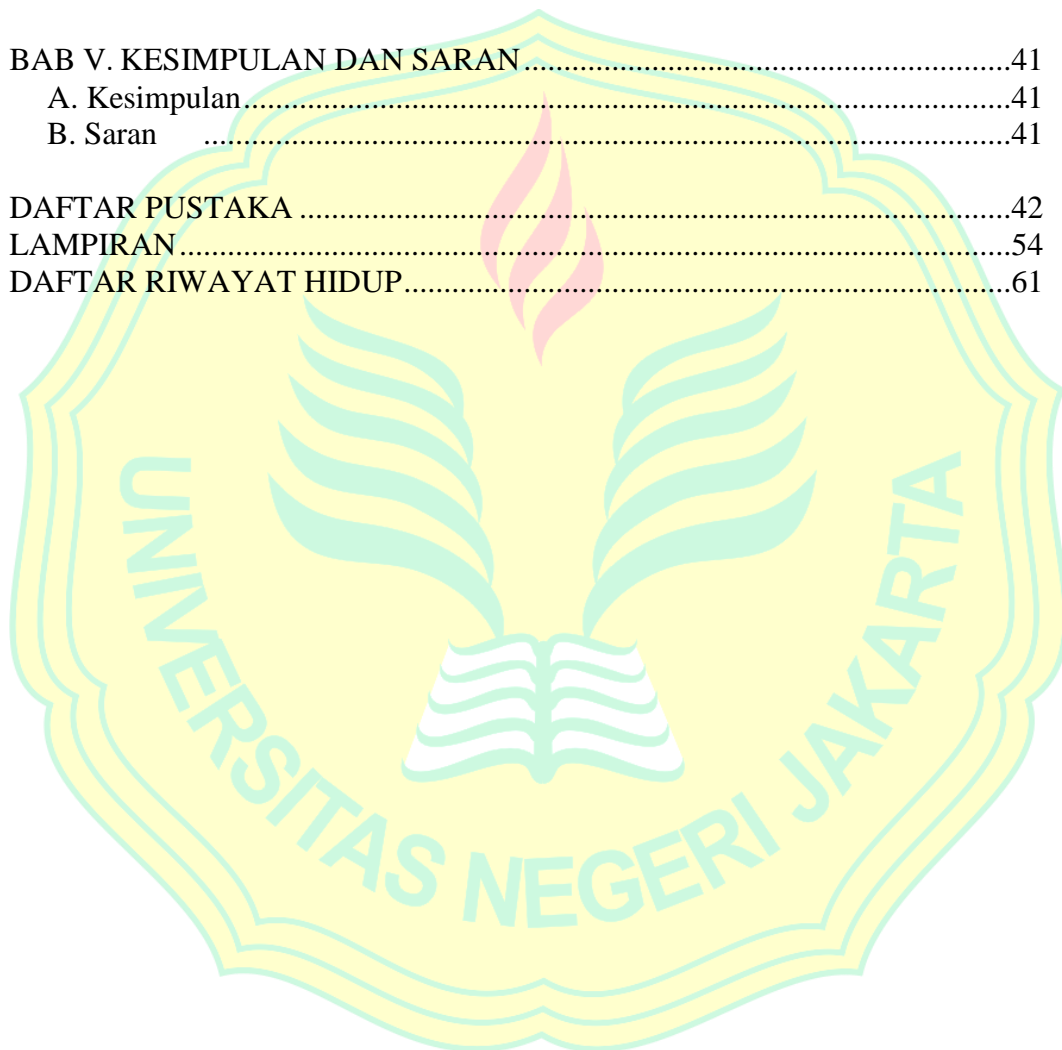 BAB V. KESIMPULAN DAN SARAN.............................................................41
A. Kesimpulan................................................................................................41
B. Saran .....................................................................................................41
DAFTAR PUSTAKA .........................................................................................42
LAMPIRAN........................................................................................................54
DAFTAR RIWAYAT HIDUP............................................................................61
UNIVERSITAS NEGERI JAKARTA